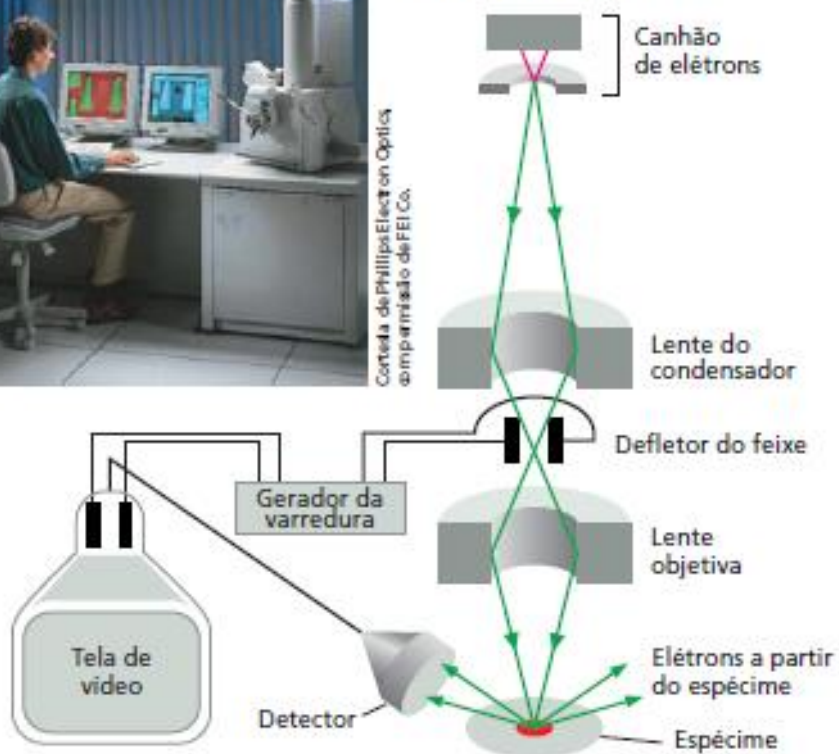 Canhão
de elétrons
Cortesia de Phillips Electron Optics,
com permissão de FEI Co.
Lente do
condensador
Defletor do feixe
Gerador da
varredura
Lente
objetiva
Tela de
vídeo
Elétrons a partir
do espécime
Detector
Espécime